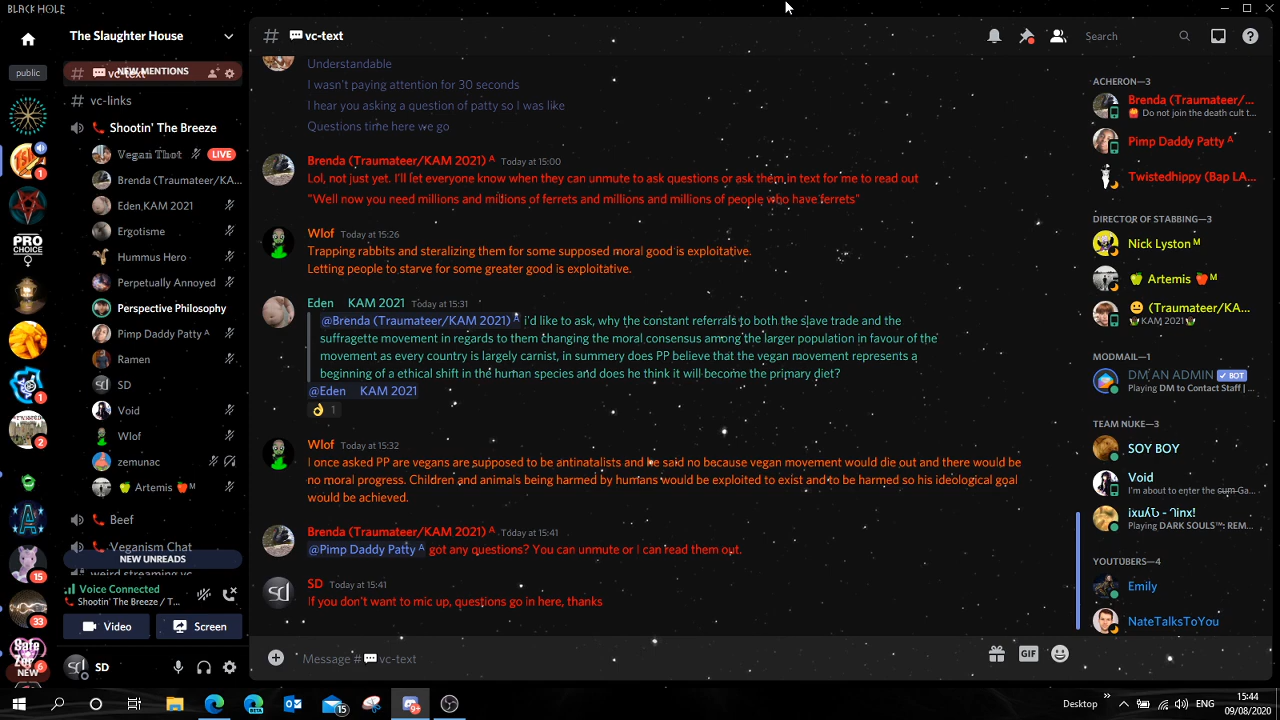 BLACK HOLE
The Slaughter House
public
vc-text
NEW MENTIONS
vc-links
Shootin' The Breeze
Vegan Thot
LIVE
Brenda (Traumateer/KA...
Eden KAM 2021
Ergotisme
Hummus Hero
Perpetually Annoyed
Perspective Philosophy
Pimp Daddy Patty A
Ramen
SD
Void
Wlof
zemunac
🍏 Artemis 🍎 M
Beef
Veganism Chat
weird streaming vc
NEW UNREADS
Voice Connected
Shootin' The Breeze / T...
Video
Screen
SD
PRO
CHOICE
1
1
2
15
33
6
NEW
# 💬vc-text
Search
Understandable
I wasn't paying attention for 30 seconds
I hear you asking a question of patty so I was like
Questions time here we go
Brenda (Traumateer/KAM 2021) A Today at 15:00
Lol, not just yet. I'll let everyone know when they can unmute to ask questions or ask them in text for me to read out
"Well now you need millions and millions of ferrets and millions and millions of people who have ferrets"
Wlof Today at 15:26
Trapping rabbits and steralizing them for some supposed moral good is exploitative.
Letting people to starve for some greater good is exploitative.
Eden KAM 2021 Today at 15:31
@Brenda (Traumateer/KAM 2021) A i'd like to ask, why the constant referrals to both the slave trade and the
suffragette movement in regards to them changing the moral consensus among the larger population in favour of the
movement as every country is largely carnist, in summery does PP believe that the vegan movement represents a
beginning of a ethical shift in the human species and does he think it will become the primary diet?
@Eden KAM 2021
👌 1
Wlof Today at 15:32
I once asked PP are vegans are supposed to be antinatalists and he said no because vegan movement would die out and there would be
no moral progress. Children and animals being harmed by humans would be exploited to exist and to be harmed so his ideological goal
would be achieved.
Brenda (Traumateer/KAM 2021) A Today at 15:41
@Pimp Daddy Patty A got any questions? You can unmute or I can read them out.
SD Today at 15:41
If you don't want to mic up, questions go in here, thanks
Message #💬vc-text
GIF
ACHERON—3
Brenda (Traumateer/...
Do not join the death cult t...
Pimp Daddy Patty A
Twistedhippy (Bap LA...
DIRECTOR OF STABBING—3
Nick Lyston M
🍏 Artemis 🍎 M
(Traumateer/KA...
KAM 2021
MODMAIL—1
DM AN ADMIN ✓ BOT
Playing DM to Contact Staff | ...
TEAM NUKE—3
SOY BOY
Void
I'm about to enter the cum Ga...
Playing DARK SOULS™: REM...
YOUTUBERS—4
Emily
NateTalksToYou
BETA
15
Desktop
ENG
15:44
09/08/2020